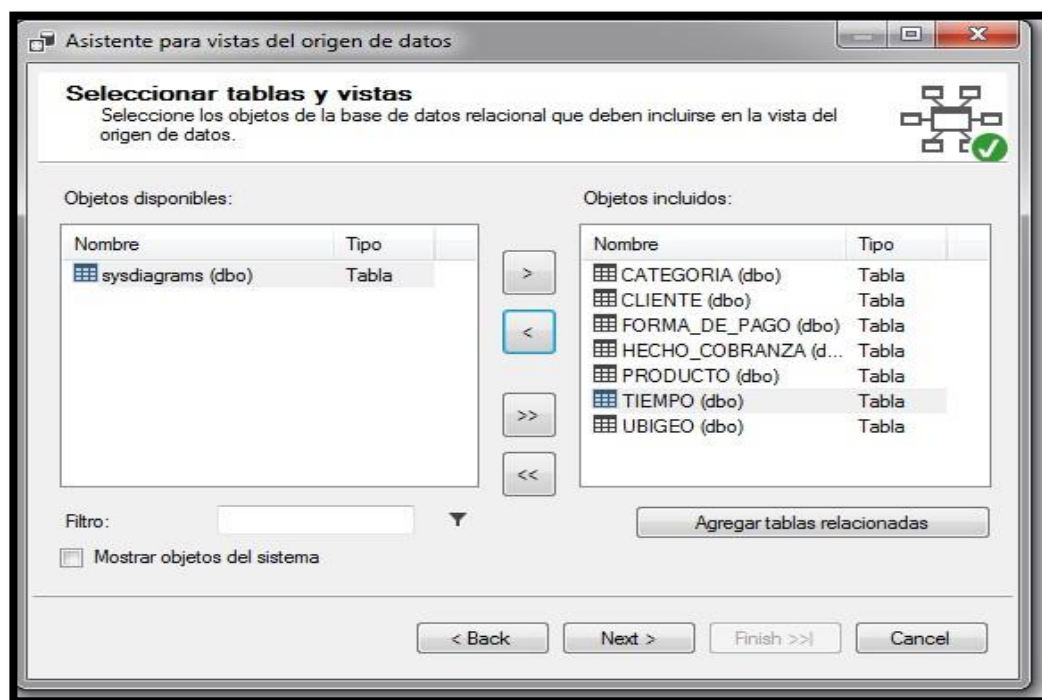 Asistente para vistas del origen de datos
Seleccionar tablas y vistas
Seleccione los objetos de la base de datos relacional que deben incluirse en la vista del
origen de datos.
Objetos disponibles:
Nombre Tipo
sysdiagrams (dbo) Tabla
>
<
>>
<<
Objetos incluidos:
Nombre Tipo
CATEGORIA (dbo) Tabla
CLIENTE (dbo) Tabla
FORMA_DE_PAGO (dbo) Tabla
HECHO_COBRANZA (d... Tabla
PRODUCTO (dbo) Tabla
TIEMPO (dbo) Tabla
UBIGEO (dbo) Tabla
Filtro:
Agregar tablas relacionadas
Mostrar objetos del sistema
< Back Next > Finish >>| Cancel